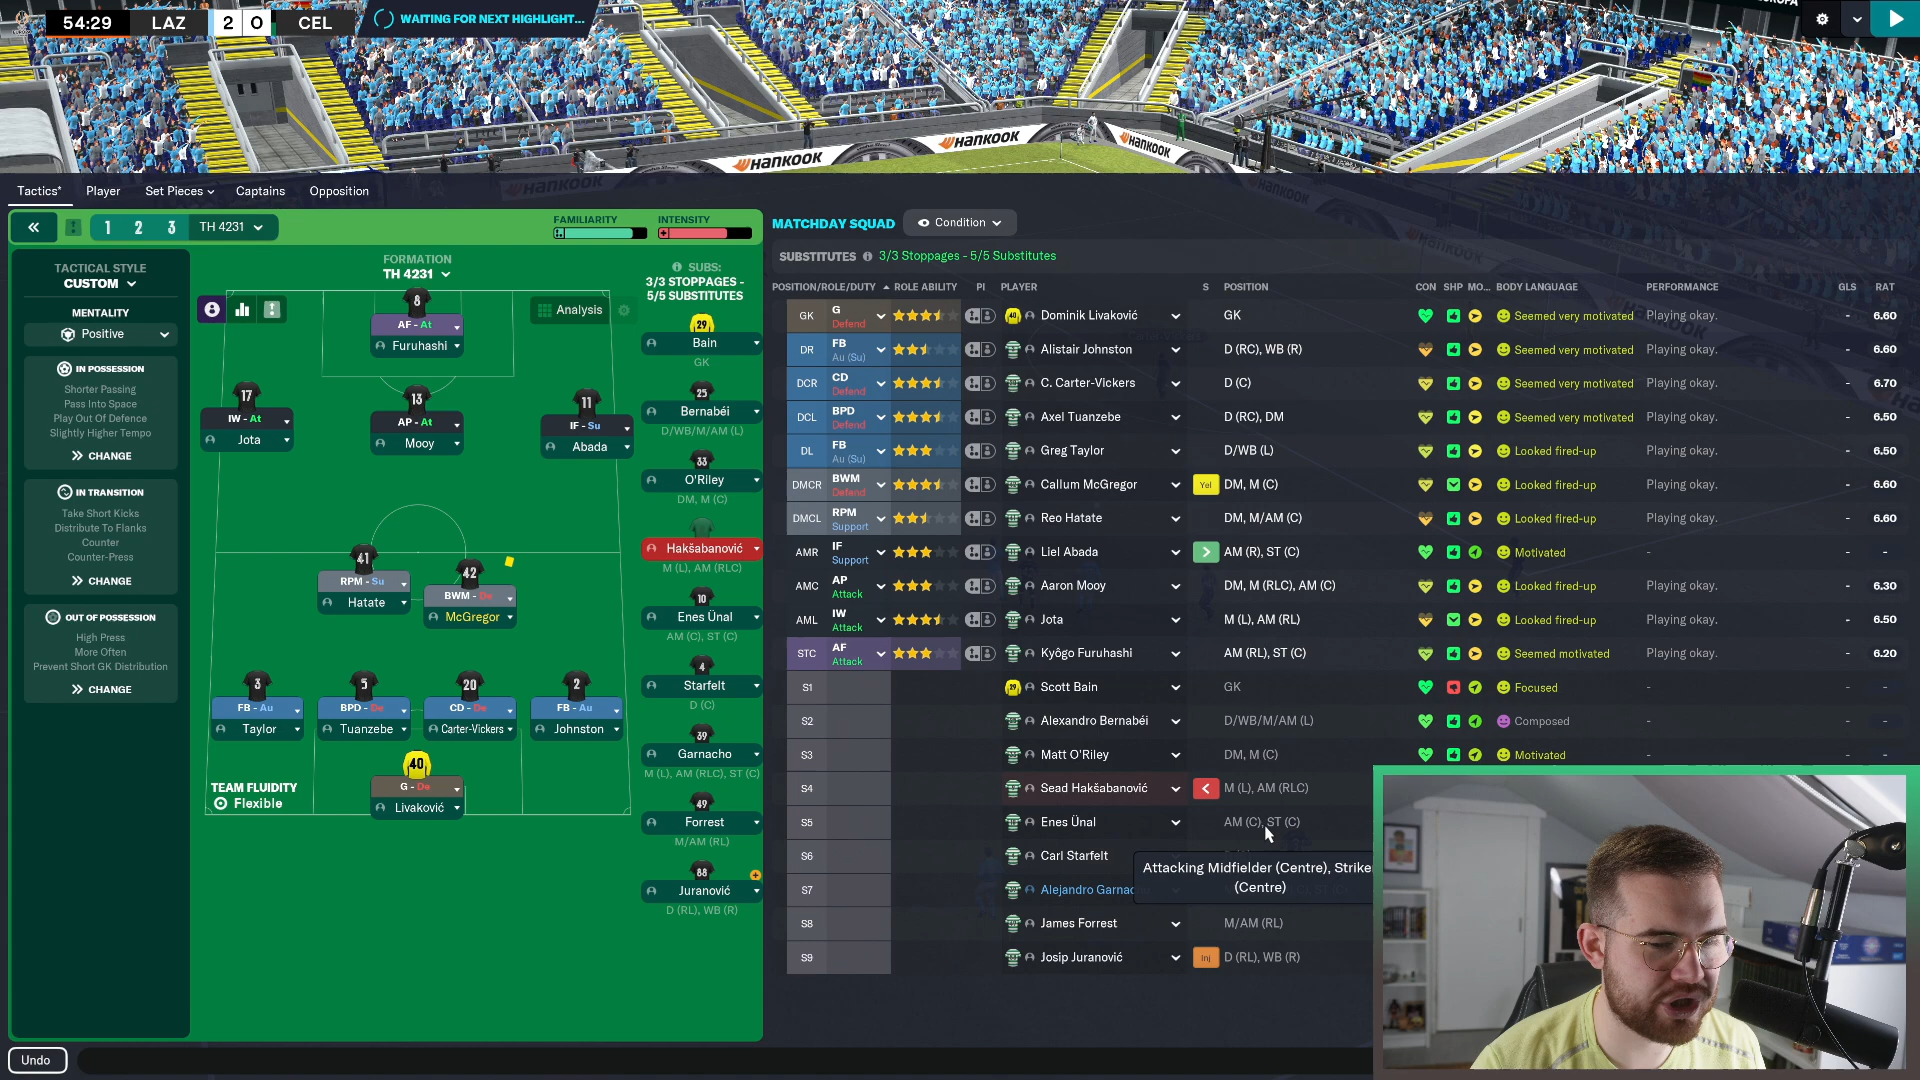 54:29 LAZ 2 0 CEL WAITING FOR NEXT HIGHLIGHT...
HANKOOK HANKOOK HANKOOK
Tactics* Player Set Pieces Captains Opposition
1 2 3 TH 4231
FAMILIARITY INTENSITY
TACTICAL STYLE
CUSTOM
MENTALITY
Positive
IN POSSESSION
Shorter Passing
Pass Into Space
Play Out Of Defence
Slightly Higher Tempo
CHANGE
IN TRANSITION
Take Short Kicks
Distribute To Flanks
Counter
Counter-Press
CHANGE
OUT OF POSSESSION
High Press
More Often
Prevent Short GK Distribution
CHANGE
FORMATION
TH 4231
Analysis
8
AF - At
Furuhashi
17
IW - At
Jota
13
AP - At
Mooy
11
IF - Su
Abada
41
RPM - Su
Hatate
42
BWM - De
McGregor
3
FB - Au
Taylor
5
BPD - De
Tuanzebe
20
CD - De
Carter-Vickers
2
FB - Au
Johnston
40
G - De
Livaković
TEAM FLUIDITY
Flexible
SUBS:
3/3 STOPPAGES -
5/5 SUBSTITUTES
29
Bain
GK
25
Bernabéi
D/WB/M/AM (L)
33
O'Riley
DM, M (C)
Hakšabanović
M (L), AM (RLC)
10
Enes Ünal
AM (C), ST (C)
4
Starfelt
D (C)
39
Garnacho
M (L), AM (RLC), ST (C)
49
Forrest
M/AM (RL)
88
Juranović
D (RL), WB (R)
MATCHDAY SQUAD Condition
SUBSTITUTES 3/3 Stoppages - 5/5 Substitutes
POSITION/ROLE/DUTY ROLE ABILITY PI PLAYER S POSITION CON SHP MO... BODY LANGUAGE PERFORMANCE GLS RAT
GK G Defend 40 Dominik Livaković GK Seemed very motivated Playing okay. - 6.60
DR FB Au (Su) Alistair Johnston D (RC), WB (R) Seemed very motivated Playing okay. - 6.60
DCR CD Defend C. Carter-Vickers D (C) Seemed very motivated Playing okay. - 6.70
DCL BPD Defend Axel Tuanzebe D (RC), DM Seemed very motivated Playing okay. - 6.50
DL FB Au (Su) Greg Taylor D/WB (L) Looked fired-up Playing okay. - 6.50
DMCR BWM Defend Callum McGregor Yel DM, M (C) Looked fired-up Playing okay. - 6.60
DMCL RPM Support Reo Hatate DM, M/AM (C) Looked fired-up Playing okay. - 6.60
AMR IF Support Liel Abada AM (R), ST (C) Motivated - -
AMC AP Attack Aaron Mooy DM, M (RLC), AM (C) Looked fired-up Playing okay. - 6.30
AML IW Attack Jota M (L), AM (RL) Looked fired-up Playing okay. - 6.50
STC AF Attack Kyôgo Furuhashi AM (RL), ST (C) Seemed motivated Playing okay. - 6.20
S1 29 Scott Bain GK Focused - - -
S2 Alexandro Bernabéi D/WB/M/AM (L) Composed - - -
S3 Matt O'Riley DM, M (C) Motivated - - -
S4 Sead Hakšabanović M (L), AM (RLC)
S5 Enes Ünal AM (C), ST (C)
S6 Carl Starfelt
Attacking Midfielder (Centre), Strike
(Centre)
S7 Alejandro Garnac
S8 James Forrest M/AM (RL)
S9 Josip Juranović Inj D (RL), WB (R)
Undo